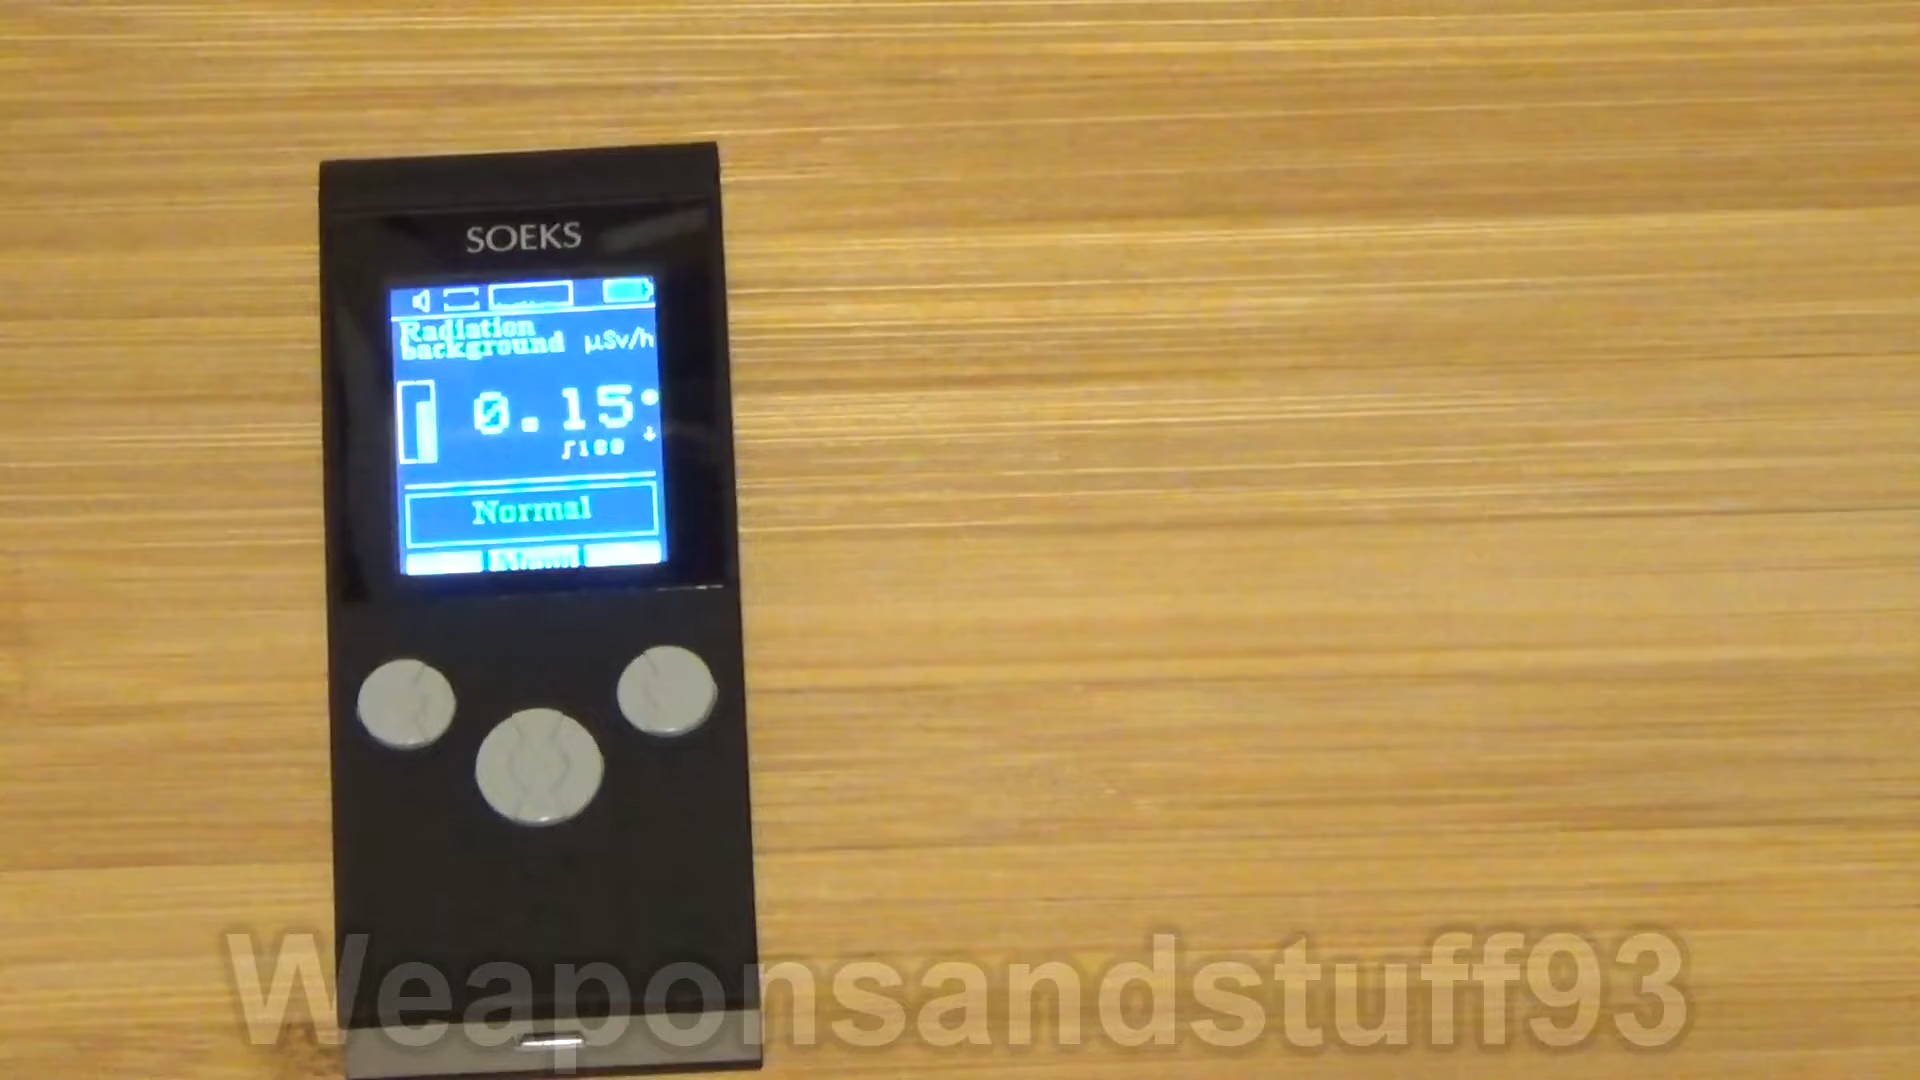 SOEKS
Radiation
background µSv/h
0.15
Normal
Weaponsandstuff93